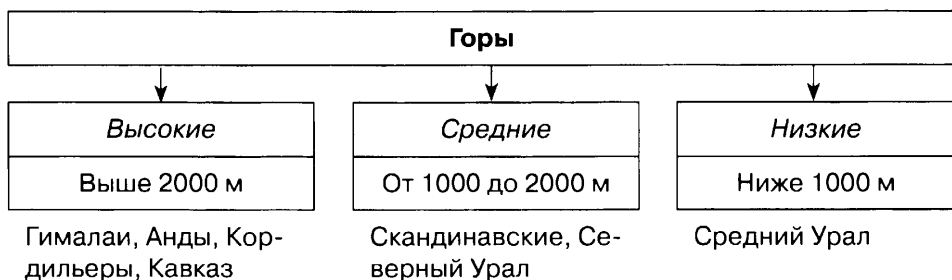 Горы
Высокие
Средние
Низкие
Выше 2000 м
От 1000 до 2000 м
Ниже 1000 м
Гималаи, Анды, Кор-
дильеры, Кавказ
Скандинавские, Се-
верный Урал
Средний Урал